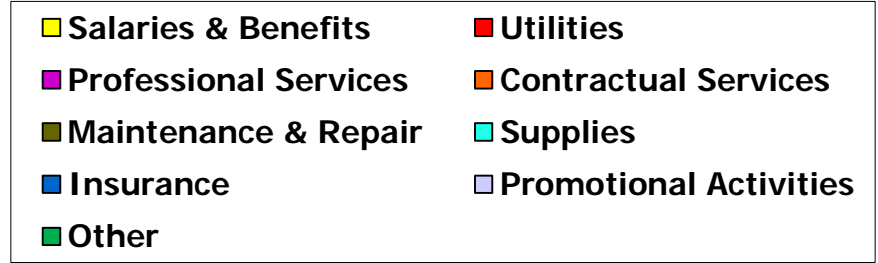 Salaries & Benefits
Utilities
Professional Services
Contractual Services
Maintenance & Repair
Supplies
Insurance
Promotional Activities
Other